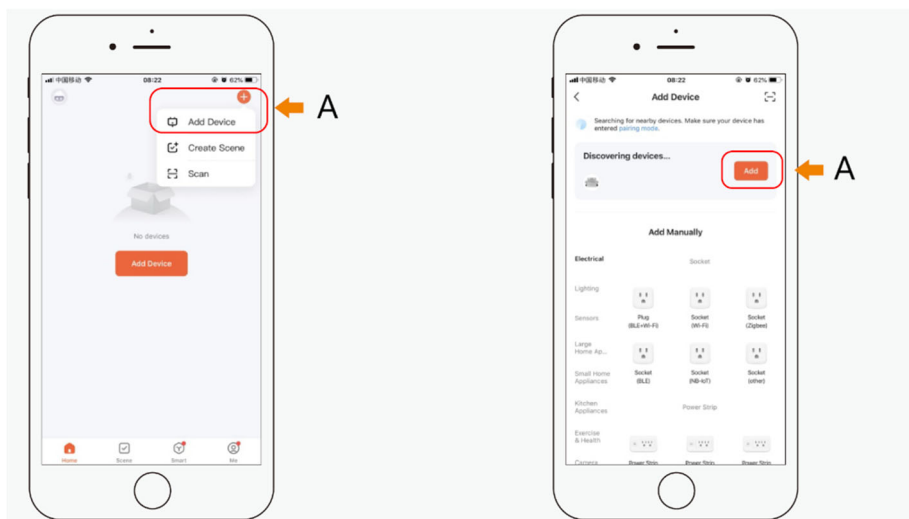 中国移动 08:22 62%
Add Device
Create Scene
Scan
No devices
Add Device
Home Scene Smart Me
A
中国移动 08:22 62%
Add Device
Searching for nearby devices. Make sure your device has
entered pairing mode.
Discovering devices...
Add
A
Add Manually
Electrical
Socket
Lighting
Plug
(BLE+Wi-Fi)
Socket
(Wi-Fi)
Socket
(Zigbee)
Sensors
Large
Home Ap...
Socket
(BLE)
Socket
(NB-IoT)
Socket
(other)
Small Home
Appliances
Kitchen
Appliances
Power Strip
Exercise
& Health
Camera
Power Strip Power Strip Power Strip